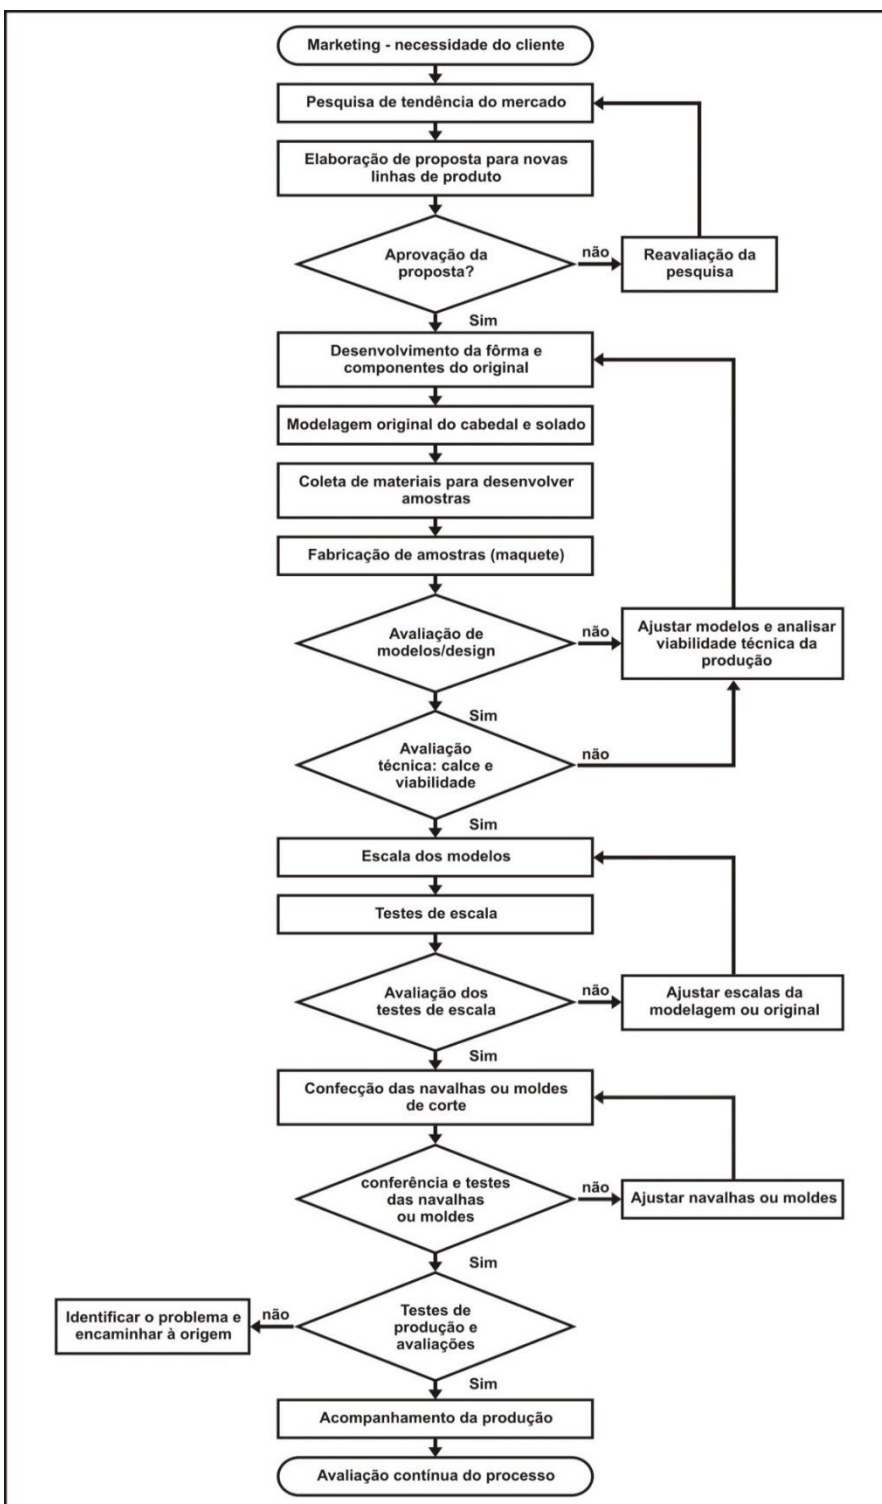 Marketing - necessidade do cliente
Pesquisa de tendência do mercado
Elaboração de proposta para novas
linhas de produto
Aprovação da
proposta?
não
Reavaliação da
pesquisa
Sim
Desenvolvimento da fôrma e
componentes do original
Modelagem original do cabedal e solado
Coleta de materiais para desenvolver
amostras
Fabricação de amostras (maquete)
Avaliação de
modelos/design
não
Ajustar modelos e analisar
viabilidade técnica da
produção
Sim
Avaliação
técnica: calce e
viabilidade
não
Sim
Escala dos modelos
Testes de escala
Avaliação dos
testes de escala
não
Ajustar escalas da
modelagem ou original
Sim
Confecção das navalhas ou moldes
de corte
conferência e testes
das navalhas
ou moldes
não
Ajustar navalhas ou moldes
Sim
Testes de
produção e
avaliações
não
Identificar o problema e
encaminhar à origem
Sim
Acompanhamento da produção
Avaliação contínua do processo